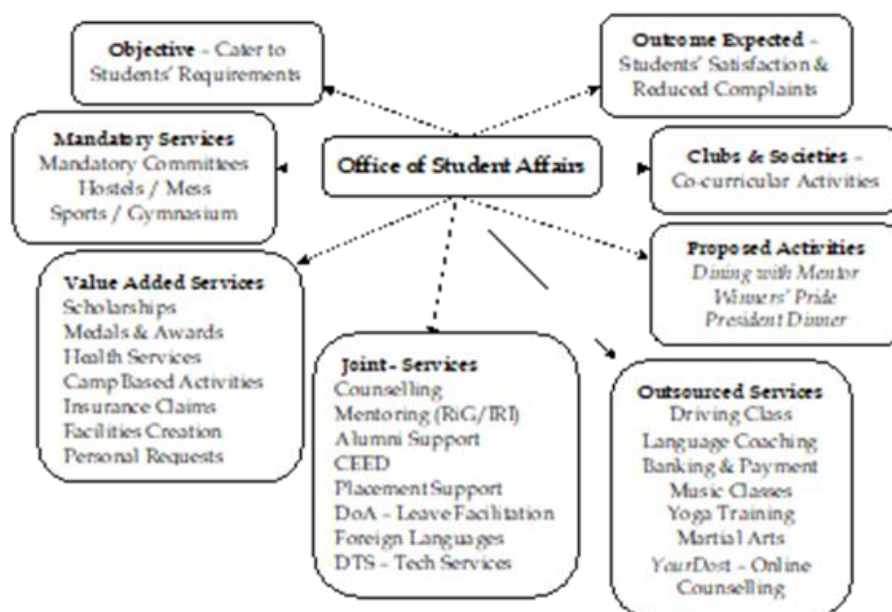 Objective – Cater to
Students' Requirements
Outcome Expected –
Students' Satisfaction &
Reduced Complaints
Mandatory Services
Mandatory Committees
Hostels / Mess
Sports / Gymnasium
Office of Student Affairs
Clubs & Societies –
Co-curricular Activities
Proposed Activities
Dining with Mentor
Winners' Pride
President Dinner
Value Added Services
Scholarships
Medals & Awards
Health Services
Camp Based Activities
Insurance Claims
Facilities Creation
Personal Requests
Joint - Services
Counselling
Mentoring (RiG/IRI)
Alumni Support
CEED
Placement Support
DoA – Leave Facilitation
Foreign Languages
DTS – Tech Services
Outsourced Services
Driving Class
Language Coaching
Banking & Payment
Music Classes
Yoga Training
Martial Arts
YourDost – Online
Counselling